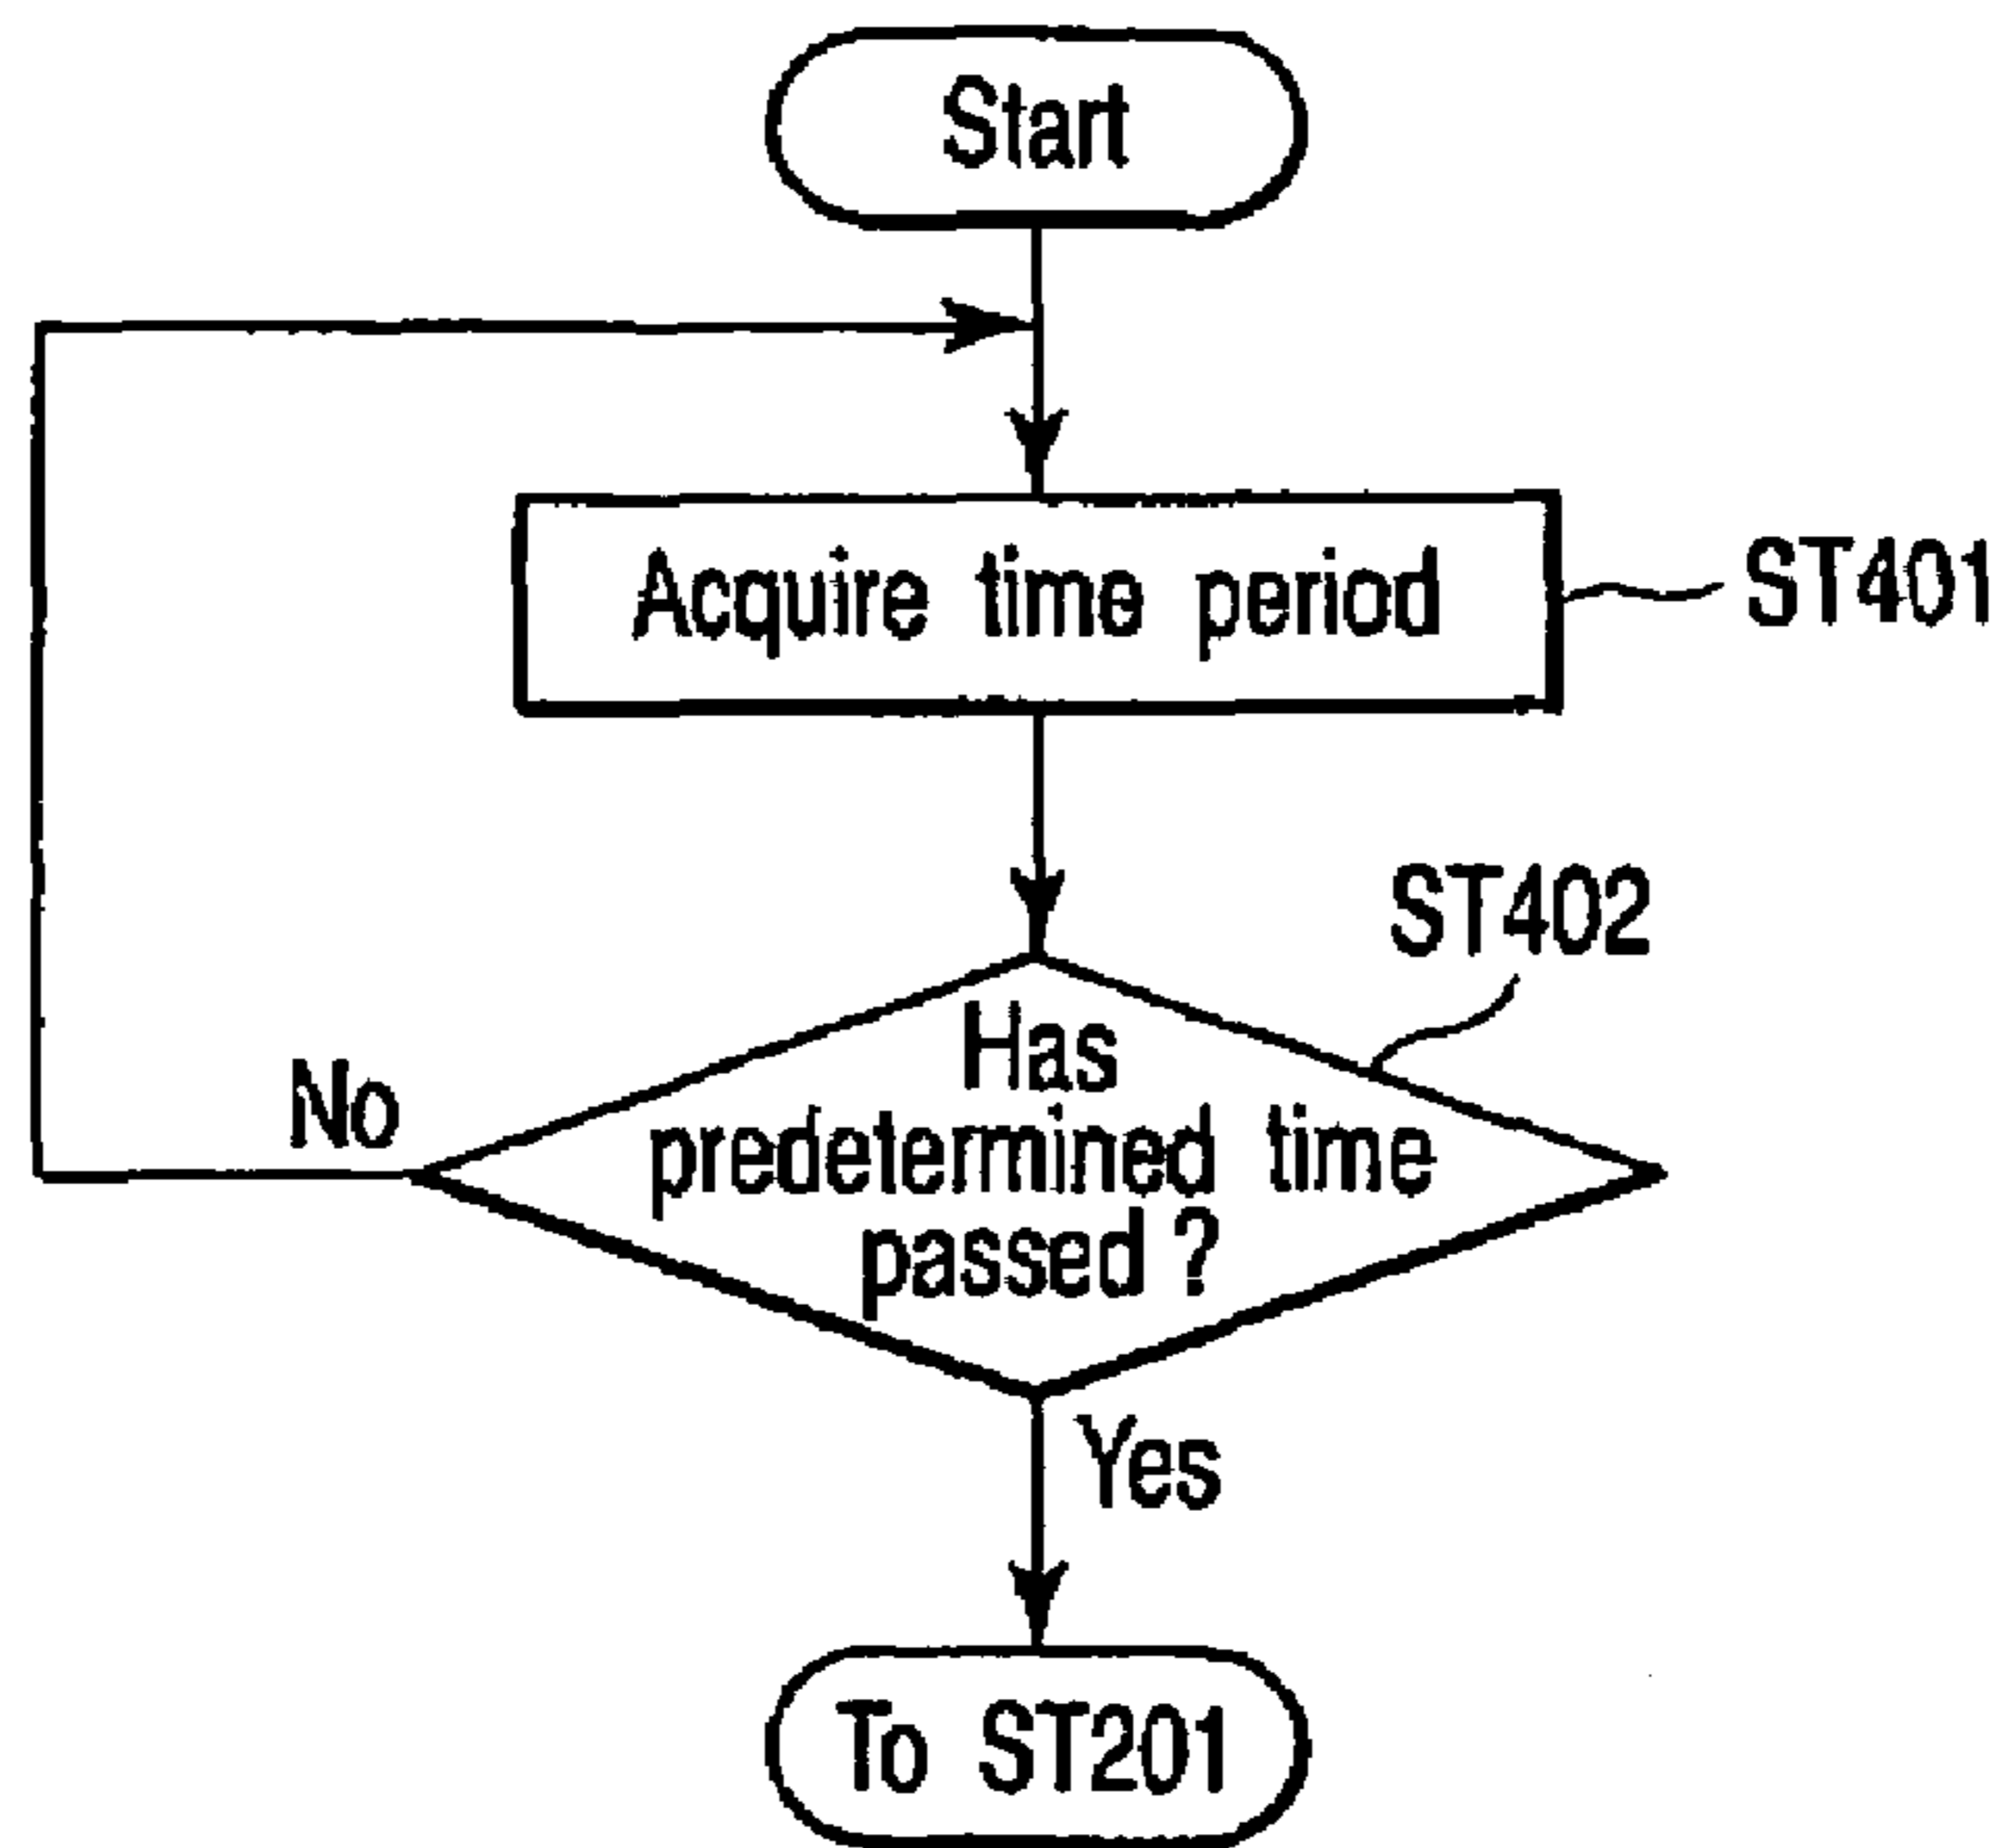 Start
Acquire time period
ST401
ST402
Has
predetermined time
passed ?
No
Yes
To ST201